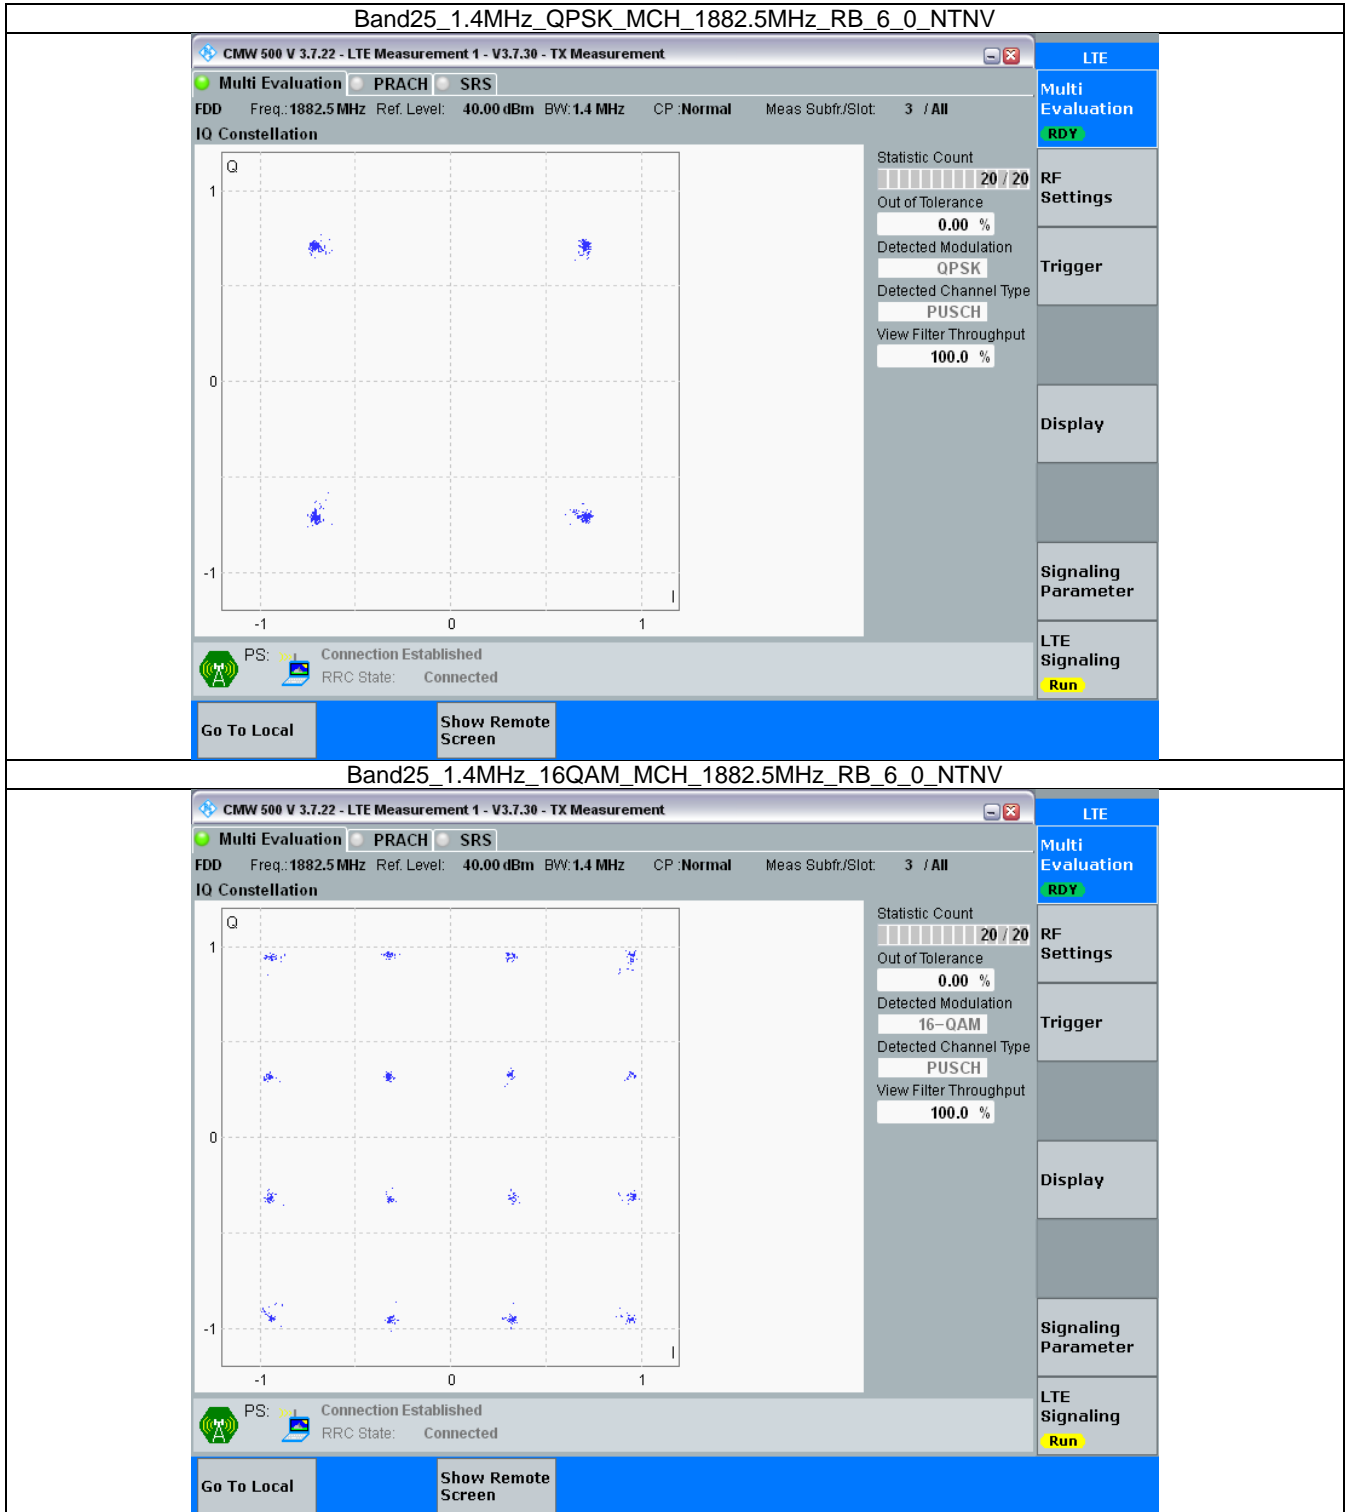 Band25_1.4MHz_QPSK_MCH_1882.5MHz_RB_6_0_NTNV
CMW 500 V 3.7.22 - LTE Measurement 1 - V3.7.30 - TX Measurement
LTE
Multi Evaluation PRACH SRS
Multi
Evaluation
RDY
FDD Freq.:1882.5 MHz Ref. Level: 40.00 dBm BW:1.4 MHz CP :Normal Meas Subfr./Slot: 3 / All
IQ Constellation
Q
1
0
-1
I
-1 0 1
Statistic Count
20 / 20
Out of Tolerance
0.00 %
Detected Modulation
QPSK
Detected Channel Type
PUSCH
View Filter Throughput
100.0 %
RF
Settings
Trigger
Display
Signaling
Parameter
LTE
Signaling
Run
PS: Connection Established
RRC State: Connected
Go To Local
Show Remote
Screen
Band25_1.4MHz_16QAM_MCH_1882.5MHz_RB_6_0_NTNV
CMW 500 V 3.7.22 - LTE Measurement 1 - V3.7.30 - TX Measurement
LTE
Multi Evaluation PRACH SRS
Multi
Evaluation
RDY
FDD Freq.:1882.5 MHz Ref. Level: 40.00 dBm BW:1.4 MHz CP :Normal Meas Subfr./Slot: 3 / All
IQ Constellation
Q
1
0
-1
I
-1 0 1
Statistic Count
20 / 20
Out of Tolerance
0.00 %
Detected Modulation
16-QAM
Detected Channel Type
PUSCH
View Filter Throughput
100.0 %
RF
Settings
Trigger
Display
Signaling
Parameter
LTE
Signaling
Run
PS: Connection Established
RRC State: Connected
Go To Local
Show Remote
Screen